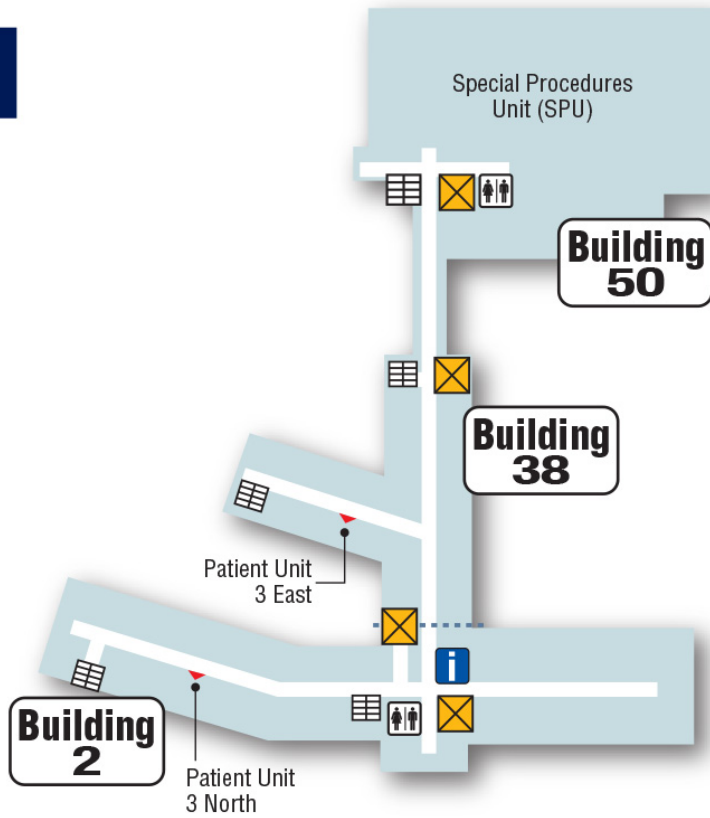 Special Procedures
Unit (SPU)
Building
50
Building
38
Patient Unit
3 East
i
Building
2
Patient Unit
3 North